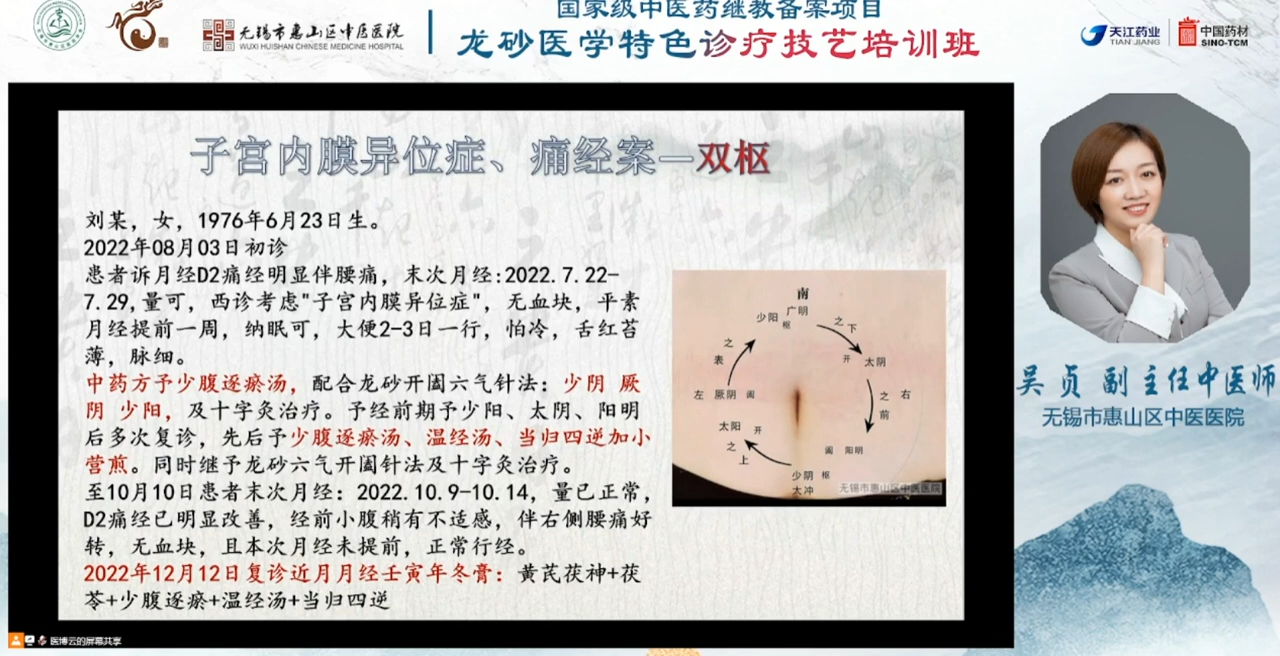 无锡市惠山区中医医院
WUXI HUISHAN CHINESE MEDICINE HOSPITAL
国家级中医药继教备案项目
龙砂医学特色诊疗技艺培训班
天江药业
TIAN JIANG
中国药材
SINO-TCM
子宫内膜异位症、痛经案—双枢
刘某，女，1976年6月23日生。
2022年08月03日初诊
患者诉月经D2痛经明显伴腰痛，末次月经:2022.7.22-
7.29,量可，西诊考虑"子宫内膜异位症"，无血块，平素
月经提前一周，纳眠可，大便2-3日一行，怕冷，舌红苔
薄，脉细。
中药方予少腹逐瘀汤，配合龙砂开阖六气针法：少阴 厥
阴 少阳，及十字灸治疗。予经前期予少阳、太阴、阳明
后多次复诊，先后予少腹逐瘀汤、温经汤、当归四逆加小
营煎。同时继予龙砂六气开阖针法及十字灸治疗。
至10月10日患者末次月经：2022.10.9-10.14，量已正常，
D2痛经已明显改善，经前小腹稍有不适感，伴右侧腰痛好
转，无血块，且本次月经未提前，正常行经。
2022年12月12日复诊近月月经壬寅年冬膏：黄芪茯神+茯
苓+少腹逐瘀+温经汤+当归四逆
南
广明
少阳 枢
之下
之表
开 太阴
左 厥阴 阖
之前
右
太阳 开
之上
阖 阳明
少阴 枢
太冲
无锡市惠山区中医医院
吴贞 副主任中医师
无锡市惠山区中医医院
医博云的屏幕共享